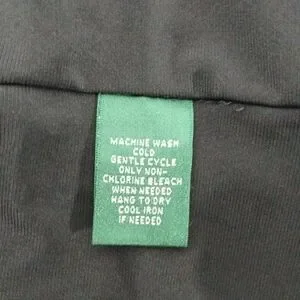 MACHINE WASH
COLD
GENTLE CYCLE
ONLY NON-
CHLORINE BLEACH
WHEN NEEDED
HANG TO DRY
COOL IRON
IF NEEDED